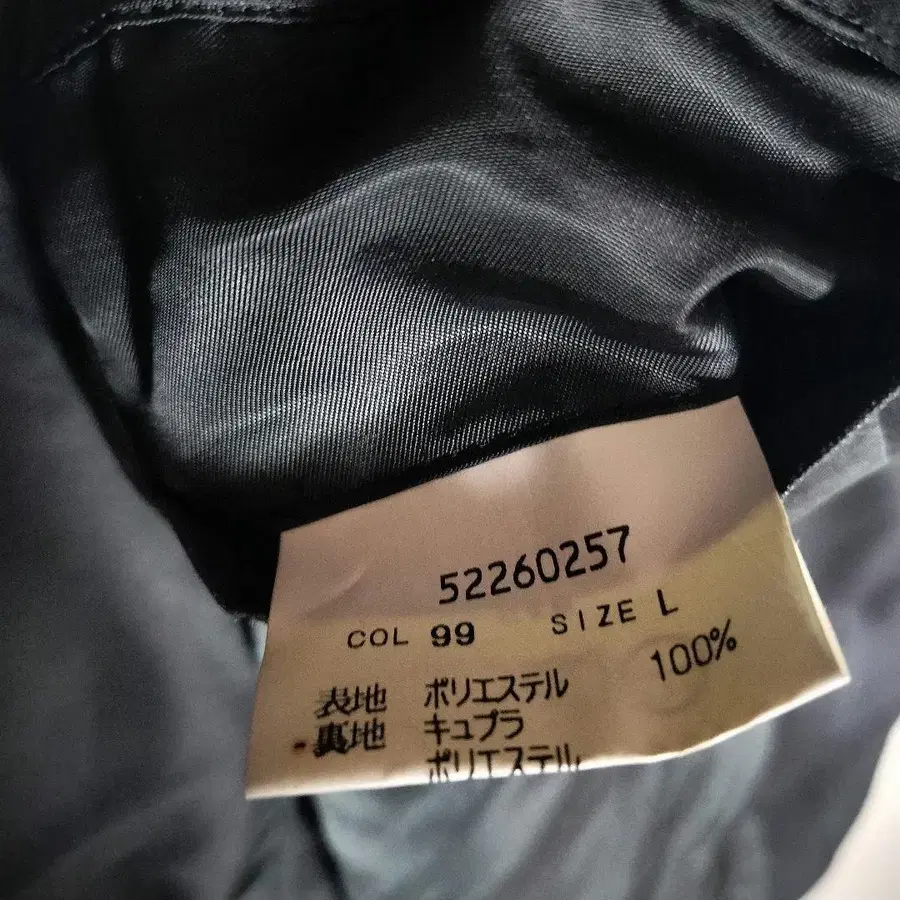 52260257
COL 99 SIZE L
表地 ポリエステル 100%
裏地 キュプラ
ポリエステル